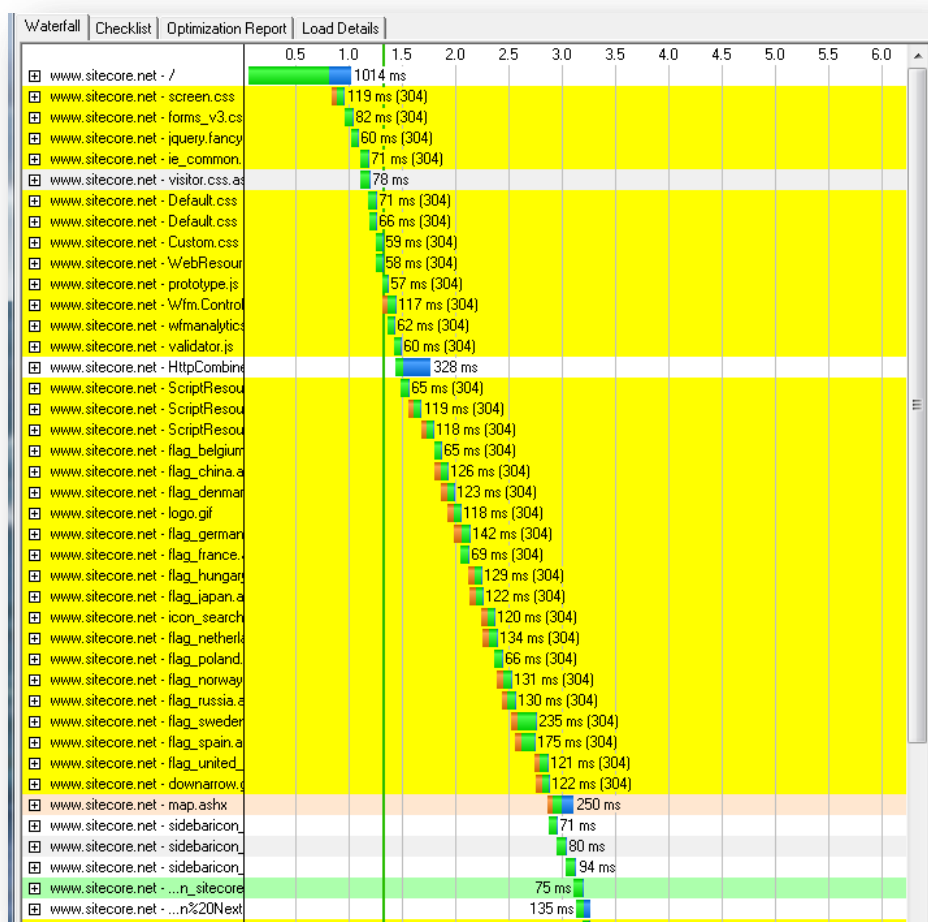 Waterfall Checklist Optimization Report Load Details
0.5 1.0 1.5 2.0 2.5 3.0 3.5 4.0 4.5 5.0 5.5 6.0
www.sitecore.net - / 1014 ms
www.sitecore.net - screen.css 119 ms (304)
www.sitecore.net - forms_v3.cs 82 ms (304)
www.sitecore.net - jquery.fancy 60 ms (304)
www.sitecore.net - ie_common. 71 ms (304)
www.sitecore.net - visitor.css.as 78 ms
www.sitecore.net - Default.css 71 ms (304)
www.sitecore.net - Default.css 66 ms (304)
www.sitecore.net - Custom.css 59 ms (304)
www.sitecore.net - WebResour 58 ms (304)
www.sitecore.net - prototype.js 57 ms (304)
www.sitecore.net - Wfm.Control 117 ms (304)
www.sitecore.net - wfmanalytics 62 ms (304)
www.sitecore.net - validator.js 60 ms (304)
www.sitecore.net - HttpCombine 328 ms
www.sitecore.net - ScriptResou 65 ms (304)
www.sitecore.net - ScriptResou 119 ms (304)
www.sitecore.net - ScriptResou 118 ms (304)
www.sitecore.net - flag_belgium 65 ms (304)
www.sitecore.net - flag_china.a 126 ms (304)
www.sitecore.net - flag_denmar 123 ms (304)
www.sitecore.net - logo.gif 118 ms (304)
www.sitecore.net - flag_german 142 ms (304)
www.sitecore.net - flag_france. 69 ms (304)
www.sitecore.net - flag_hungary 129 ms (304)
www.sitecore.net - flag_japan.a 122 ms (304)
www.sitecore.net - icon_search 120 ms (304)
www.sitecore.net - flag_netherla 134 ms (304)
www.sitecore.net - flag_poland. 66 ms (304)
www.sitecore.net - flag_norway 131 ms (304)
www.sitecore.net - flag_russia.a 130 ms (304)
www.sitecore.net - flag_sweden 235 ms (304)
www.sitecore.net - flag_spain.a 175 ms (304)
www.sitecore.net - flag_united_ 121 ms (304)
www.sitecore.net - downarrow.g 122 ms (304)
www.sitecore.net - map.ashx 250 ms
www.sitecore.net - sidebaricon_ 71 ms
www.sitecore.net - sidebaricon_ 80 ms
www.sitecore.net - sidebaricon_ 94 ms
www.sitecore.net - ...n_sitecore 75 ms
www.sitecore.net - ...n%20Next 135 ms